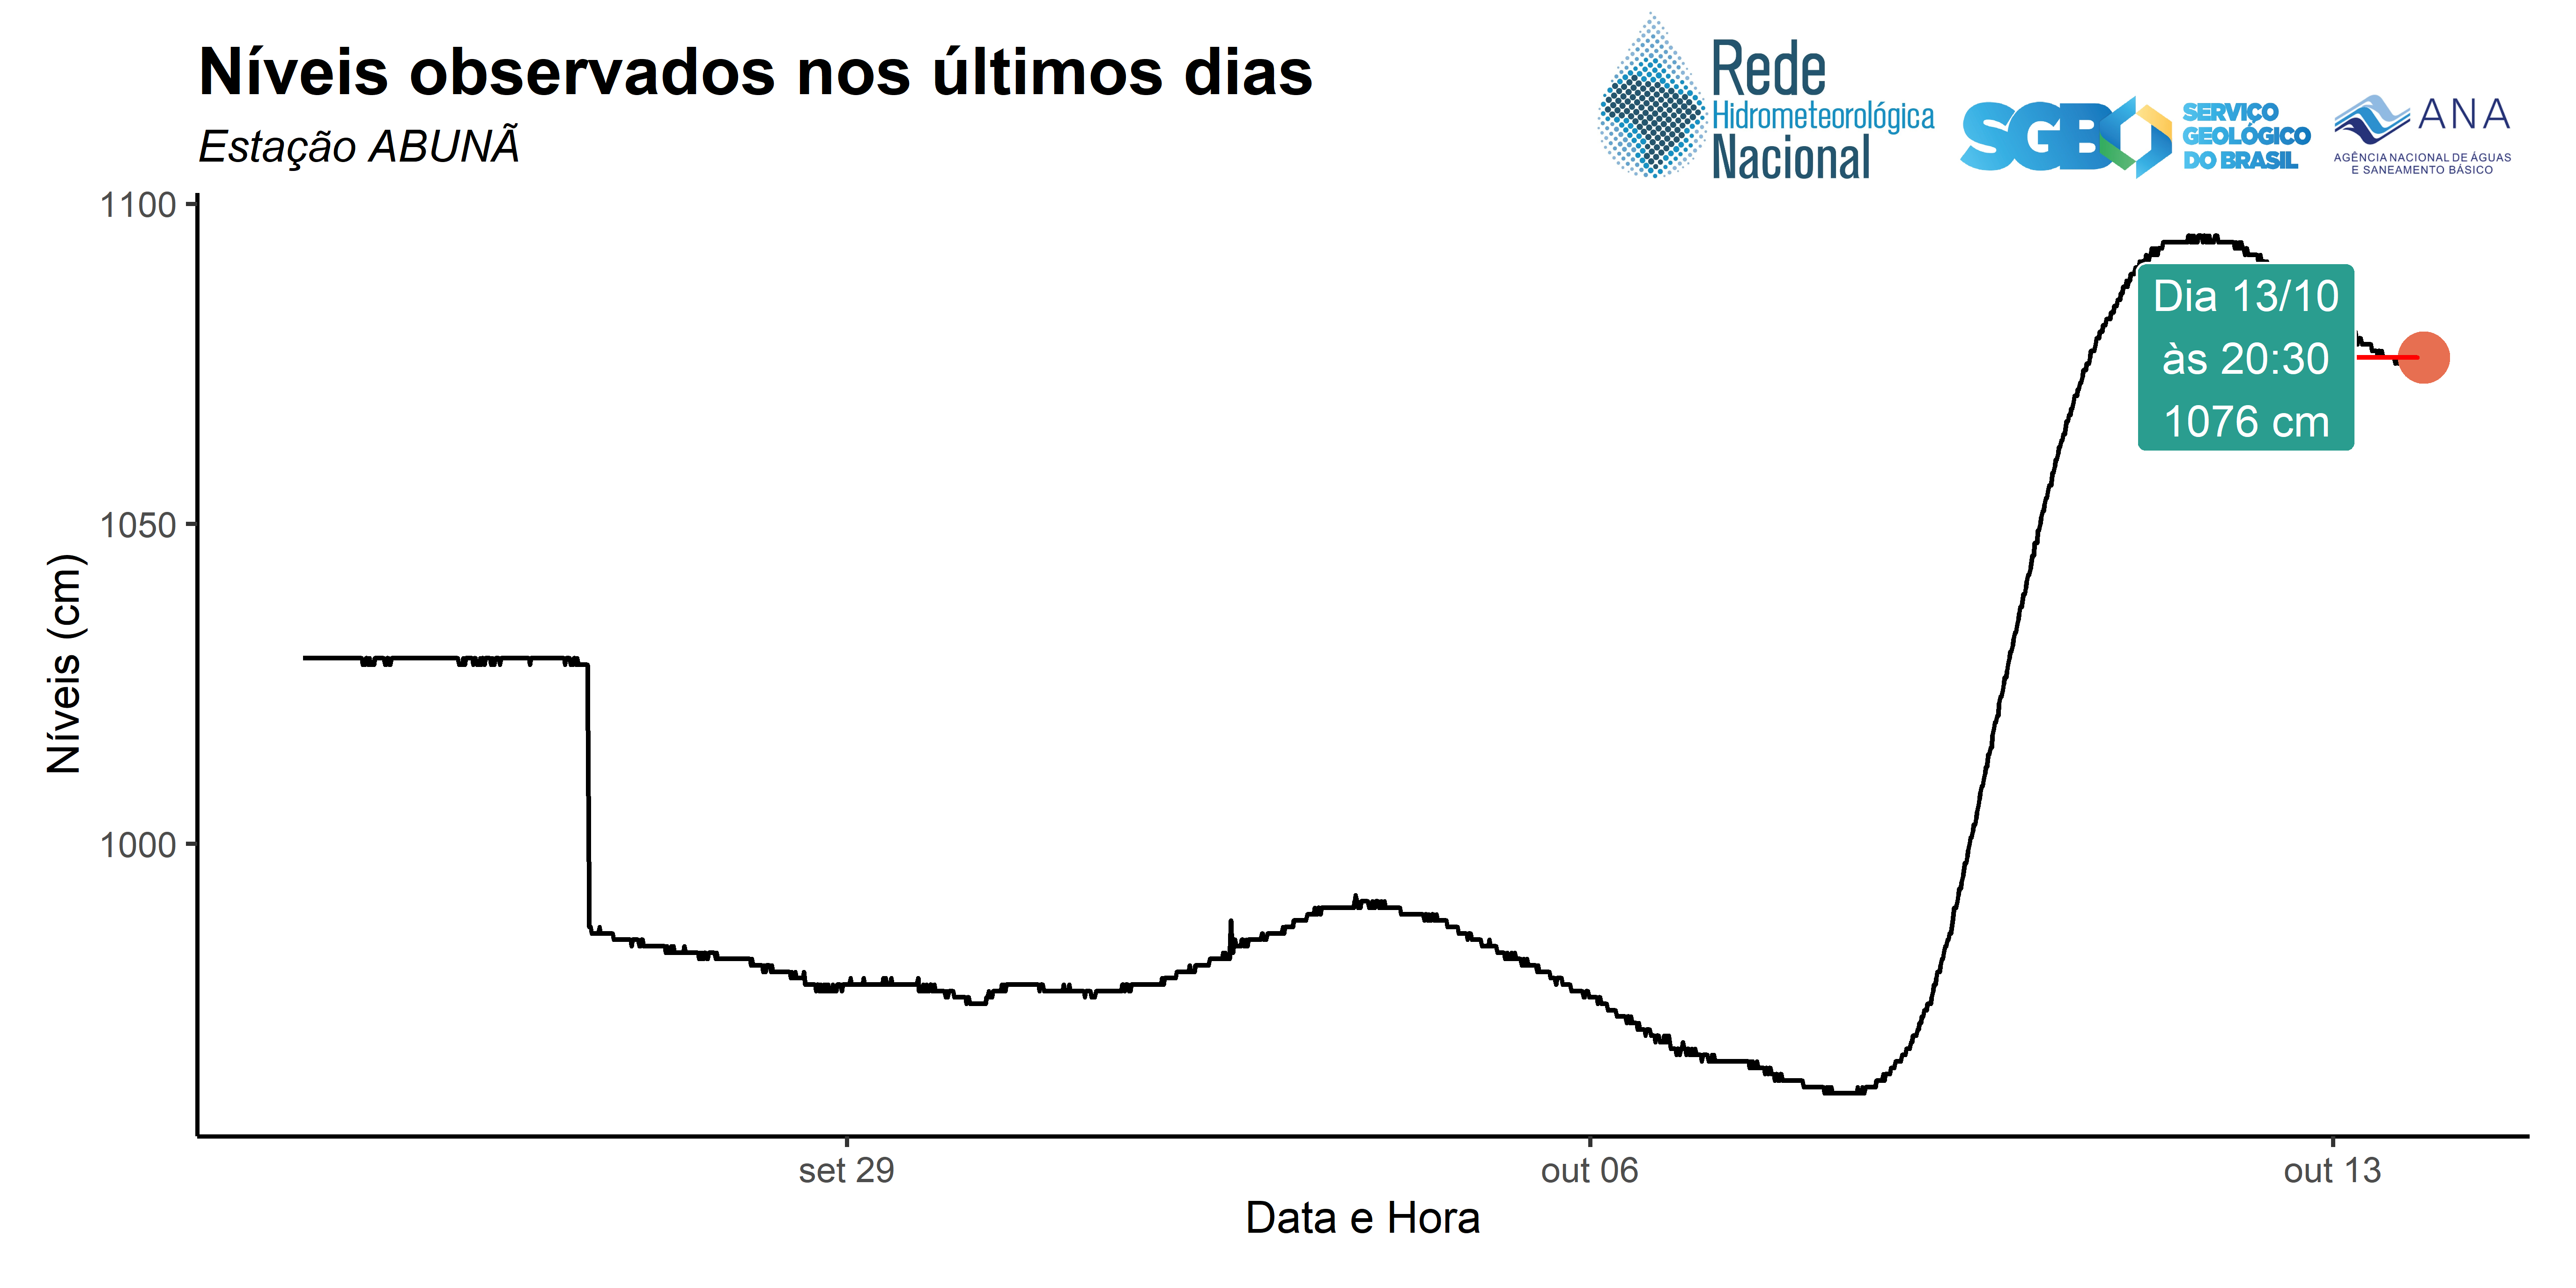 Níveis observados nos últimos dias
Estação ABUNÃ
Rede
Hidrometeorológica
Nacional
SGB
SERVIÇO
GEOLÓGICO
DO BRASIL
ANA
AGÊNCIA NACIONAL DE ÁGUAS
E SANEAMENTO BÁSICO
Níveis (cm)
1100
1050
1000
Dia 13/10
às 20:30
1076 cm
set 29
out 06
out 13
Data e Hora